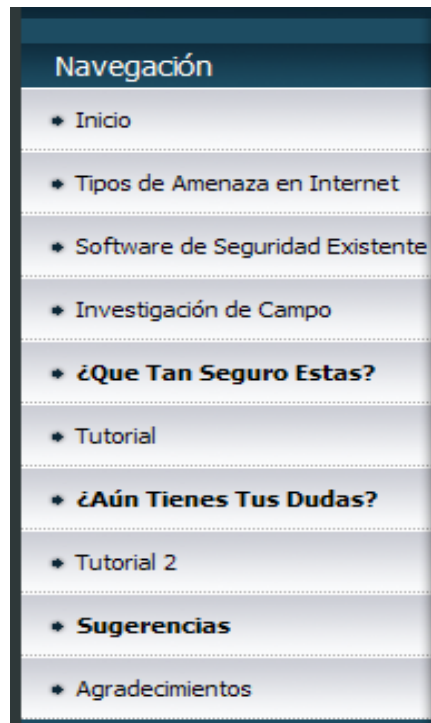 Navegación
Inicio
Tipos de Amenaza en Internet
Software de Seguridad Existente
Investigación de Campo
¿Que Tan Seguro Estas?
Tutorial
¿Aún Tienes Tus Dudas?
Tutorial 2
Sugerencias
Agradecimientos